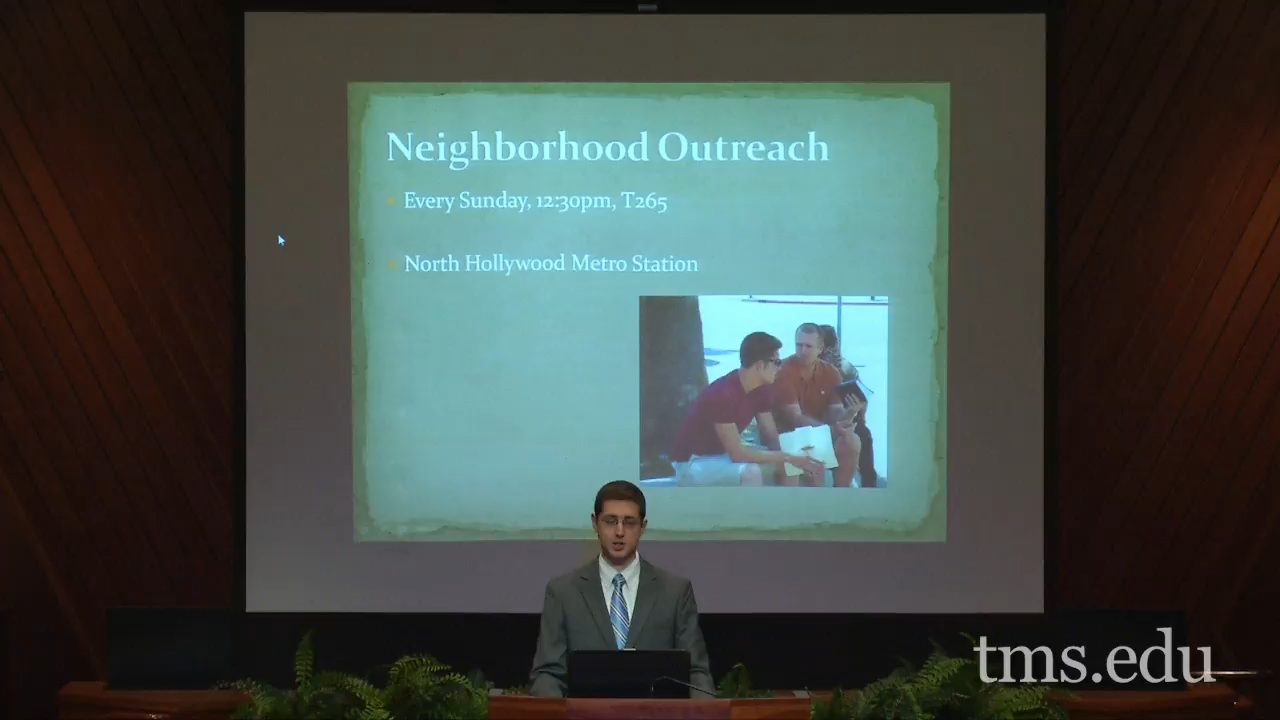 Neighborhood Outreach
Every Sunday, 12:30pm, T265
North Hollywood Metro Station
tms.edu